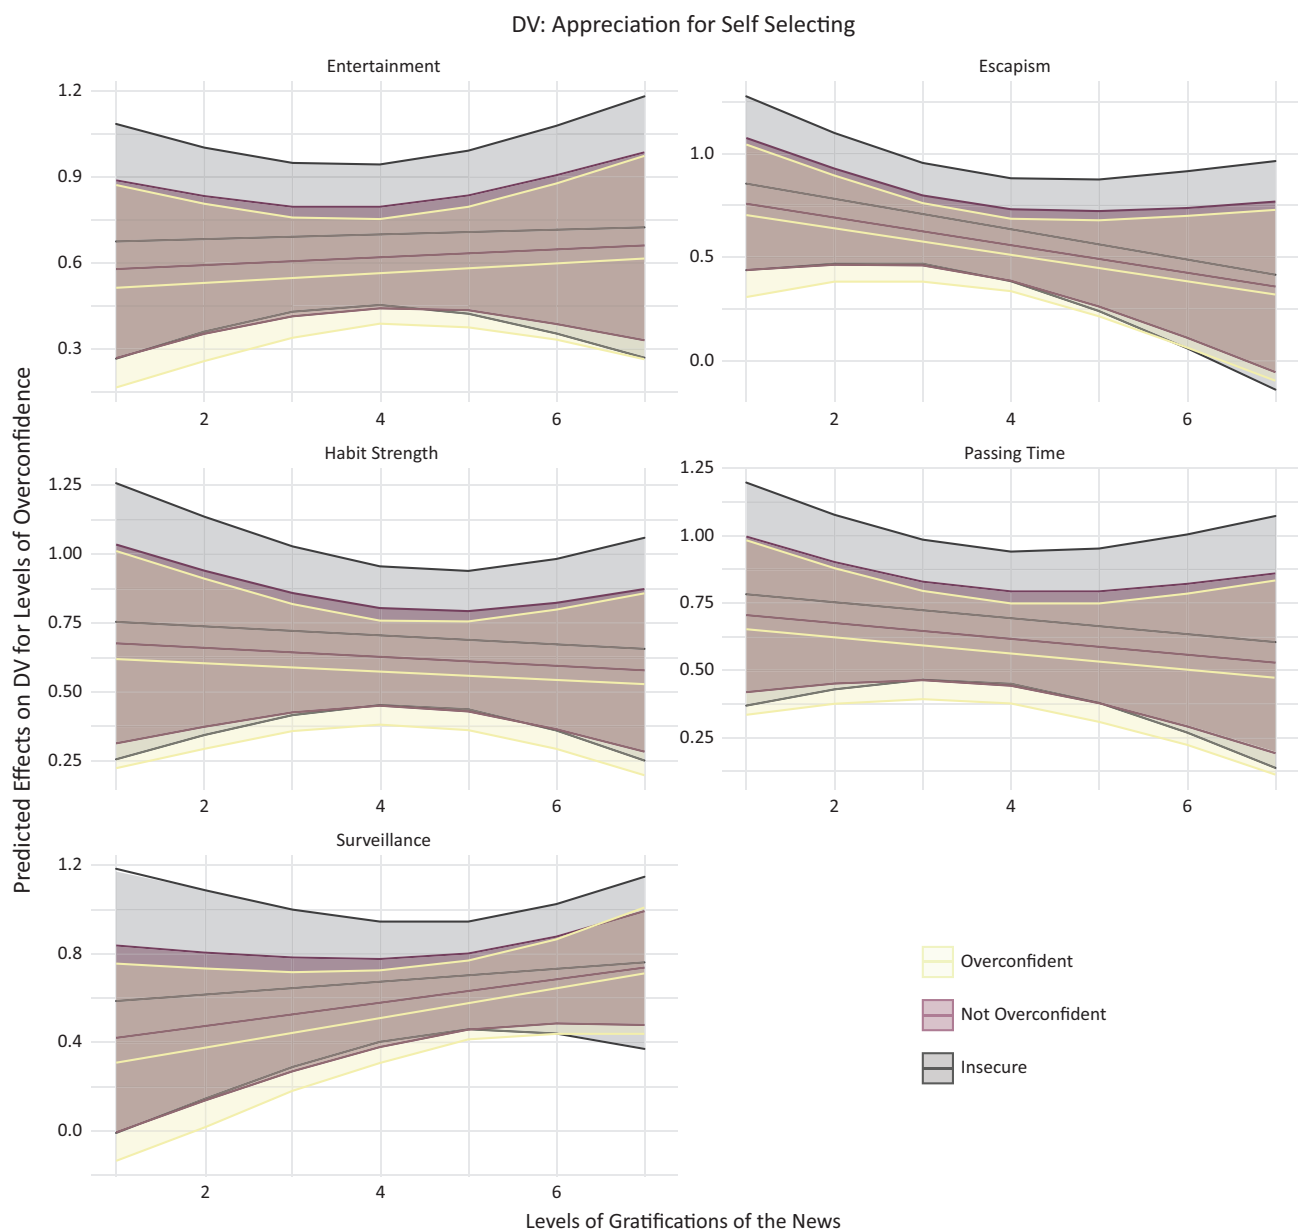 DV: Appreciation for Self Selecting
Predicted Effects on DV for Levels of Overconfidence
Entertainment
1.2
0.9
0.6
0.3
2 4 6
Escapism
1.0
0.5
0.0
2 4 6
Habit Strength
1.25
1.00
0.75
0.50
0.25
2 4 6
Passing Time
1.25
1.00
0.75
0.50
0.25
2 4 6
Surveillance
1.2
0.8
0.4
0.0
2 4 6
Overconfident
Not Overconfident
Insecure
Levels of Gratifications of the News